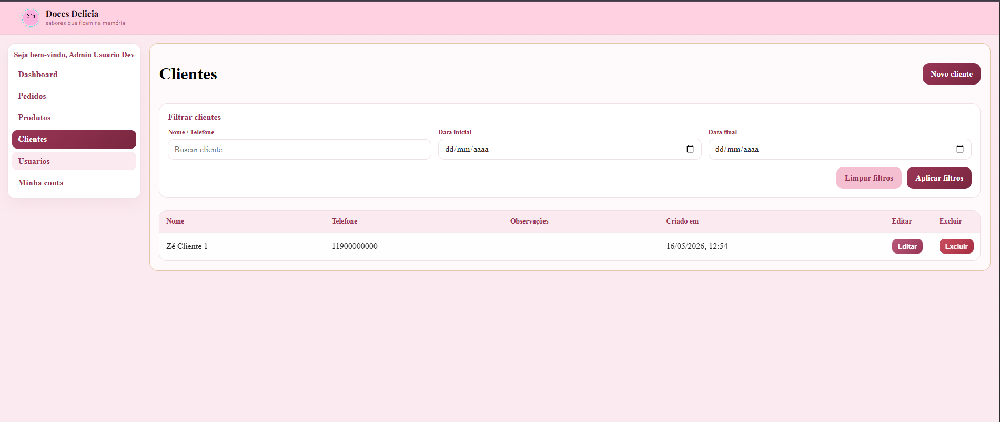 Doces Delicia
sabores que ficam na memória
Seja bem-vindo, Admin Usuario Dev
Dashboard
Pedidos
Produtos
Clientes
Usuarios
Minha conta
Clientes
Novo cliente
Filtrar clientes
Nome / Telefone
Data inicial
Data final
Buscar cliente...
dd/mm/aaaa
dd/mm/aaaa
Limpar filtros
Aplicar filtros
Nome
Telefone
Observações
Criado em
Editar
Excluir
Zé Cliente 1
11900000000
-
16/05/2026, 12:54
Editar
Excluir